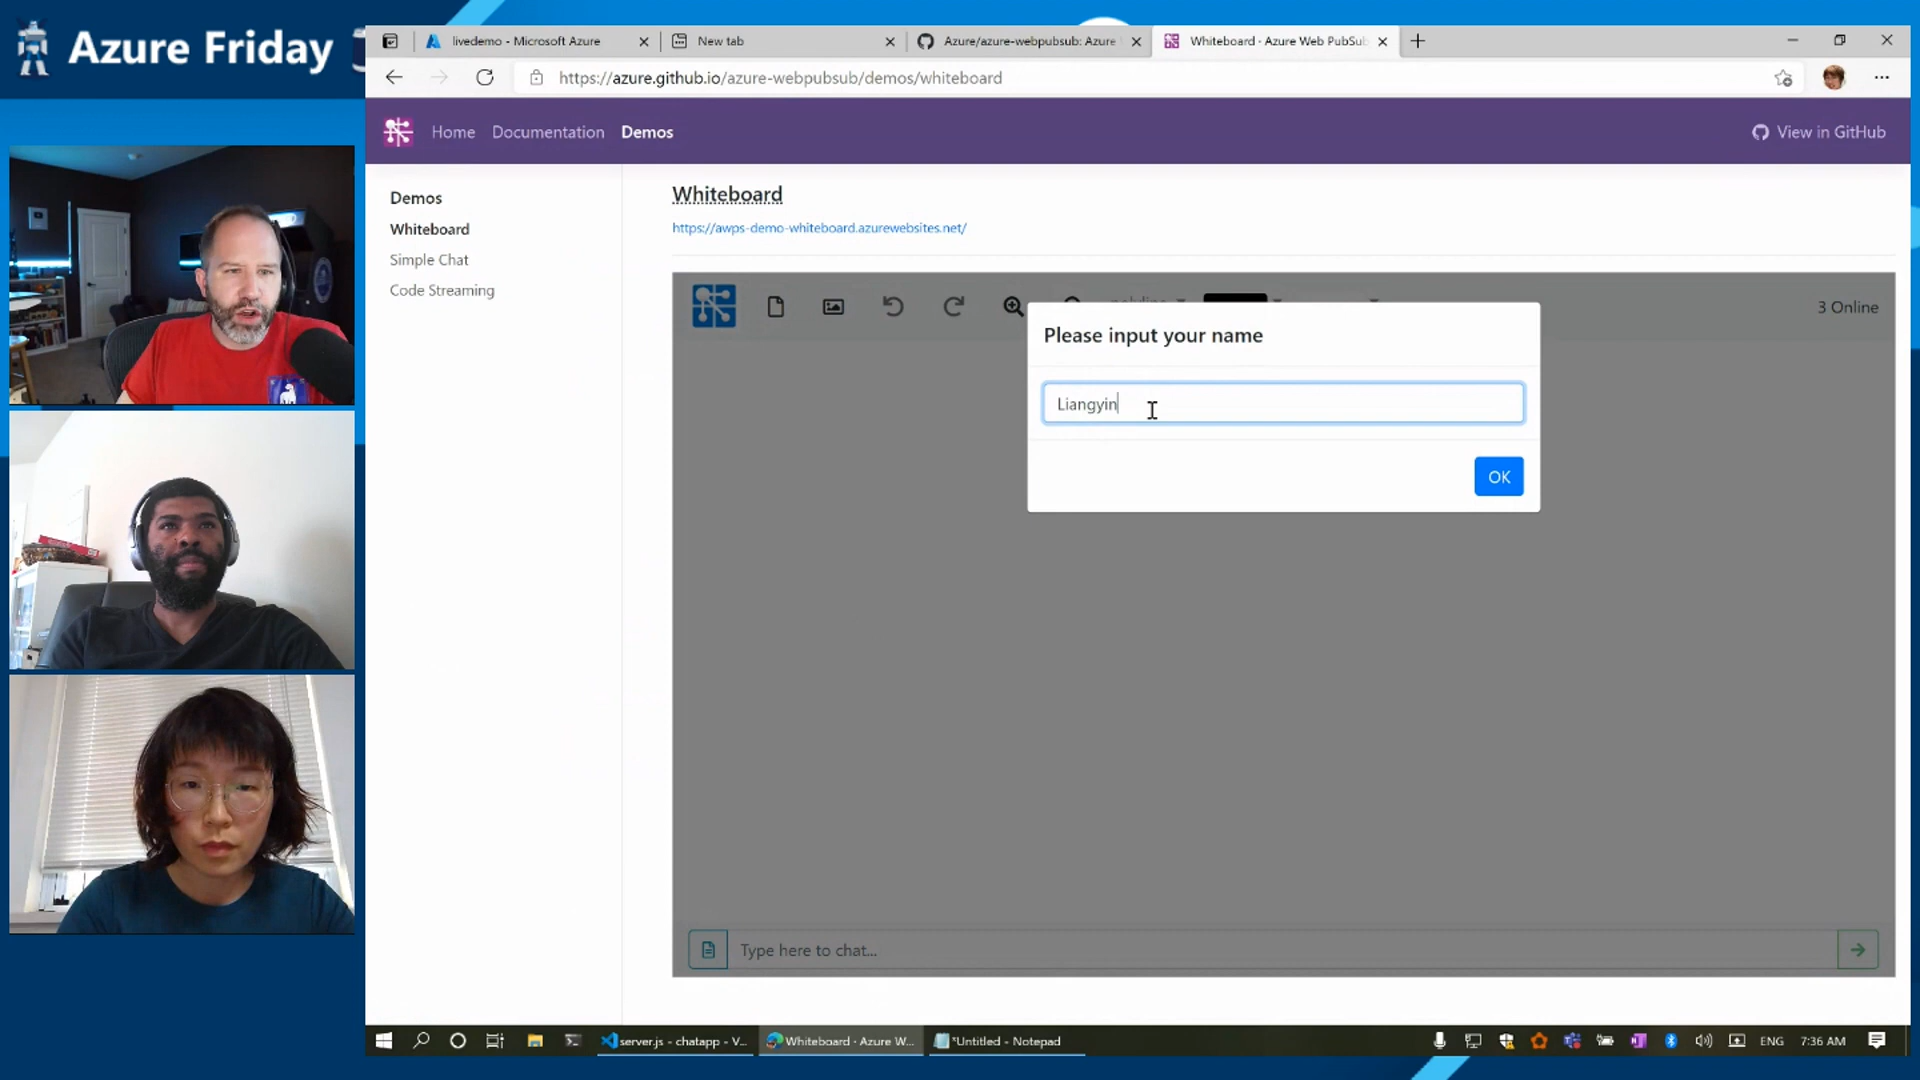 Azure Friday
livedemo - Microsoft Azure
New tab
Azure/azure-webpubsub: Azure
Whiteboard - Azure Web PubSub
https://azure.github.io/azure-webpubsub/demos/whiteboard
Home Documentation Demos
View in GitHub
Demos
Whiteboard
Simple Chat
Code Streaming
Whiteboard
https://awps-demo-whiteboard.azurewebsites.net/
3 Online
Please input your name
Liangyin
OK
Type here to chat...
server.js - chatapp - V...
Whiteboard · Azure W...
*Untitled - Notepad
ENG
7:36 AM